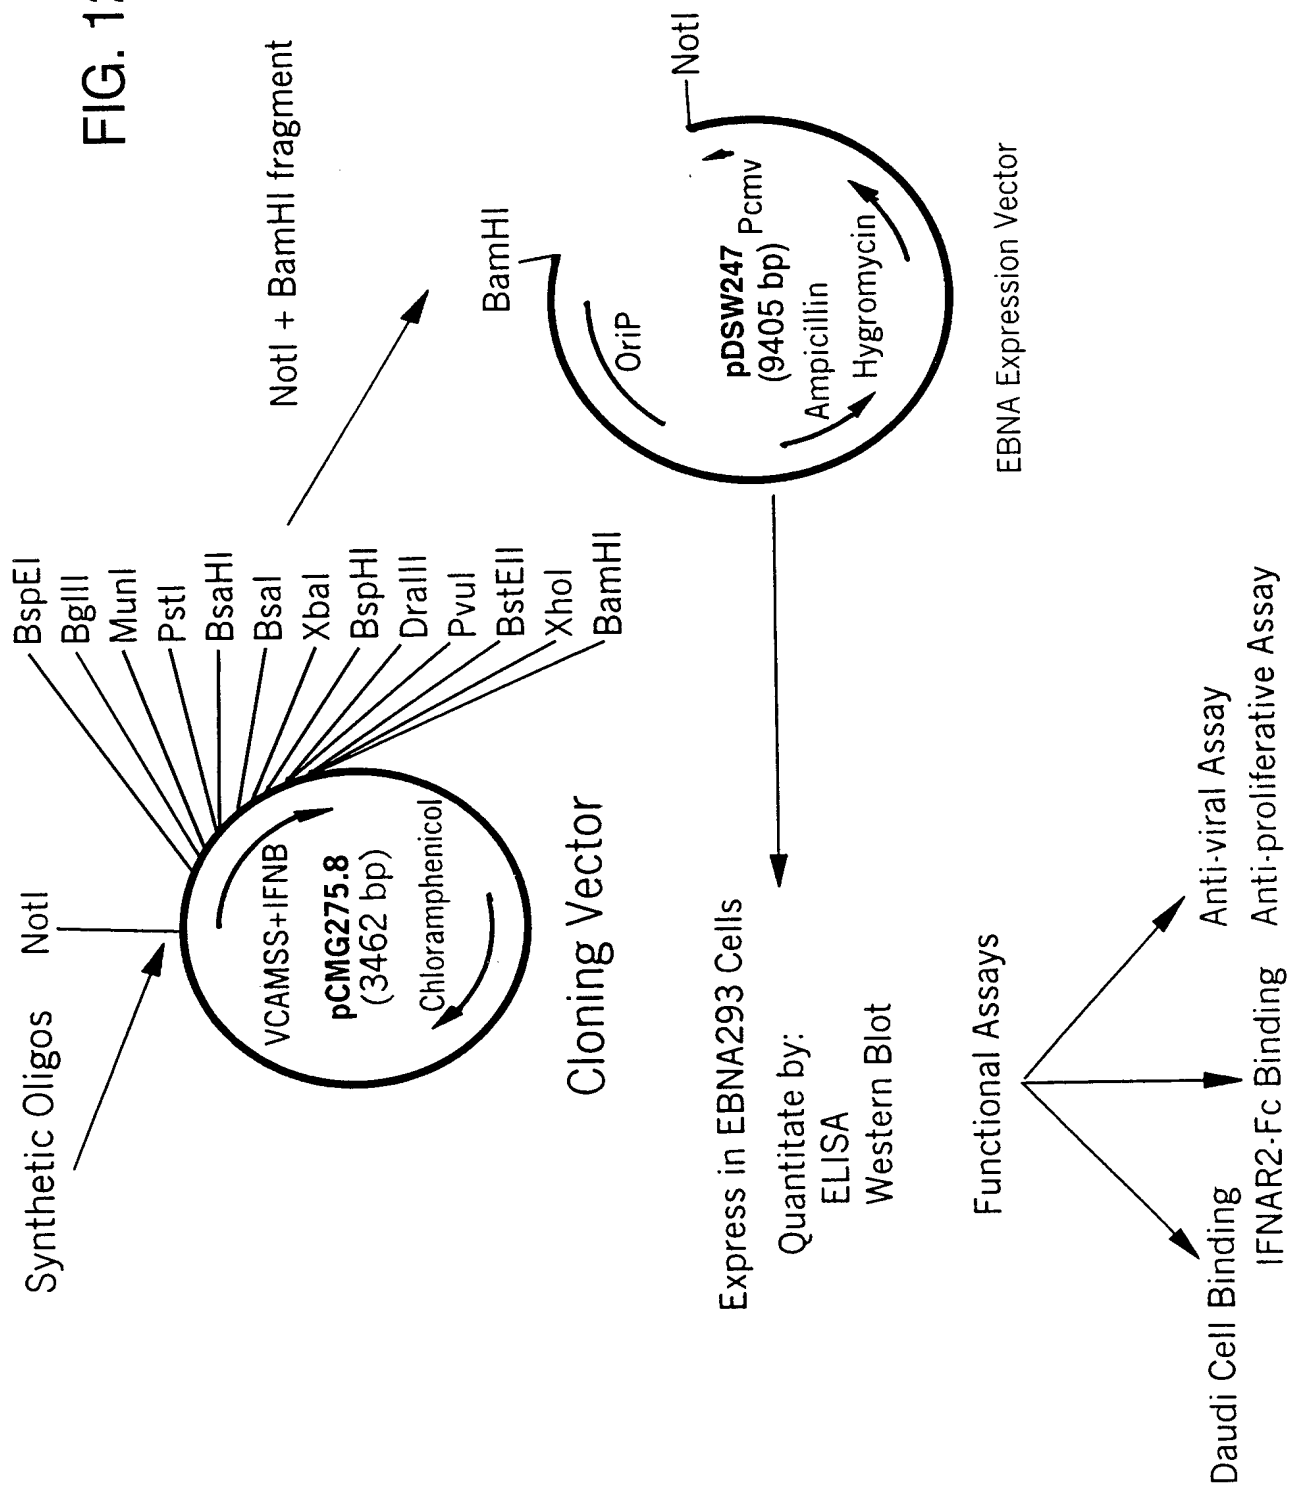 FIG. 1
Synthetic Oligos
NotI
BspEI
BglII
MunI
PstI
BsaHI
BsaI
XbaI
BspHI
DraIII
PvuI
BstEII
XhoI
BamHI
VCAMSS+IFNB
pCMG275.8
(3462 bp)
Chloramphenicol
Cloning Vector
NotI + BamHI fragment
BamHI
NotI
OriP
Pcmv
pDSW247
(9405 bp)
Ampicillin
Hygromycin
EBNA Expression Vector
Express in EBNA293 Cells
Quantitate by:
ELISA
Western Blot
Functional Assays
Daudi Cell Binding
IFNAR2-Fc Binding
Anti-viral Assay
Anti-proliferative Assay